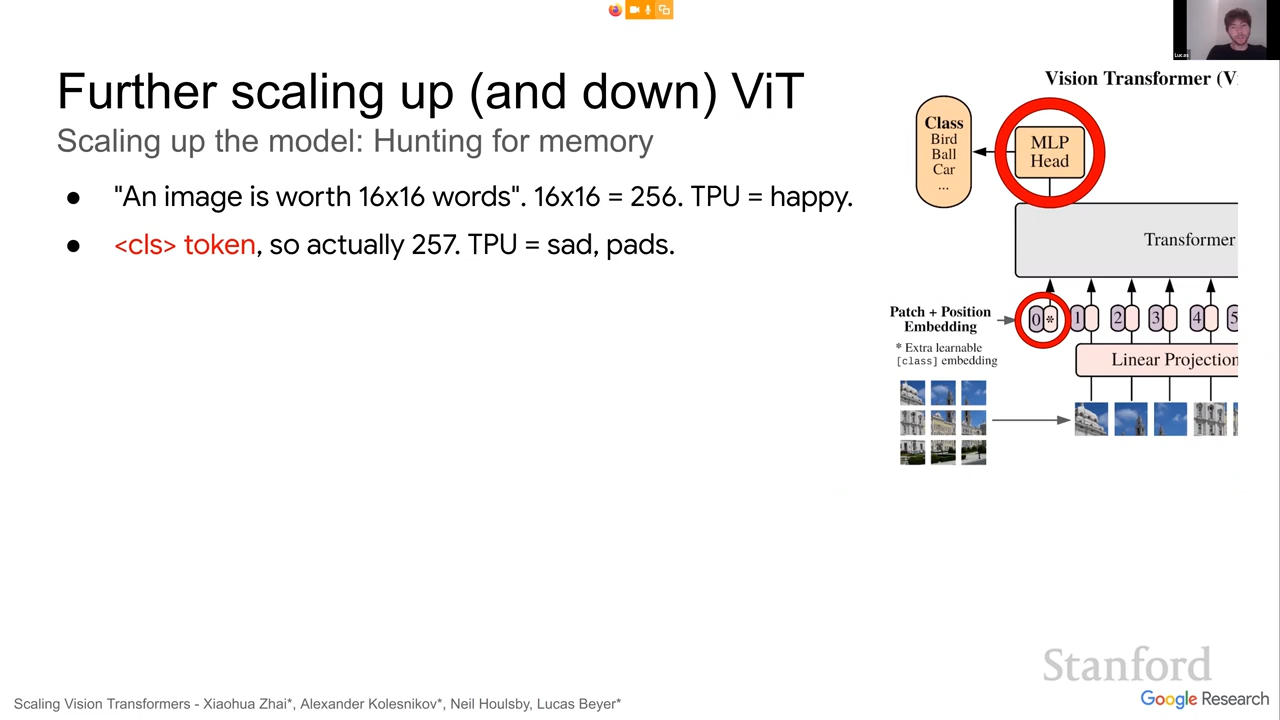 Lucas
Further scaling up (and down) ViT
Scaling up the model: Hunting for memory
● "An image is worth 16x16 words". 16x16 = 256. TPU = happy.
● <cls> token, so actually 257. TPU = sad, pads.
Vision Transformer (V
Class
Bird
Ball
Car
...
MLP
Head
Transformer
Patch + Position
Embedding
0 * 1 2 3 4 5
* Extra learnable
[class] embedding
Linear Projection
Stanford
Google Research
Scaling Vision Transformers - Xiaohua Zhai*, Alexander Kolesnikov*, Neil Houlsby, Lucas Beyer*